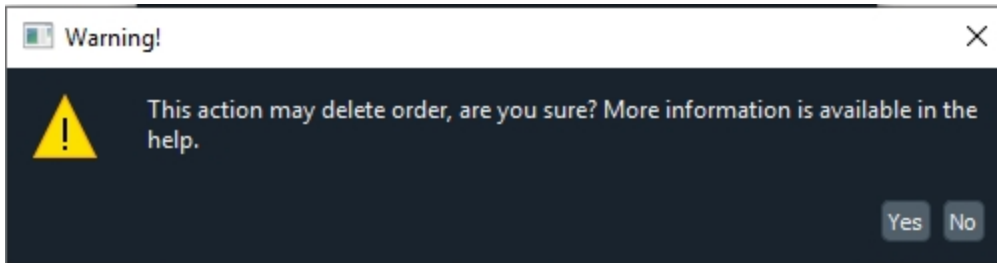 Warning!
This action may delete order, are you sure? More information is available in the
help.
Yes No